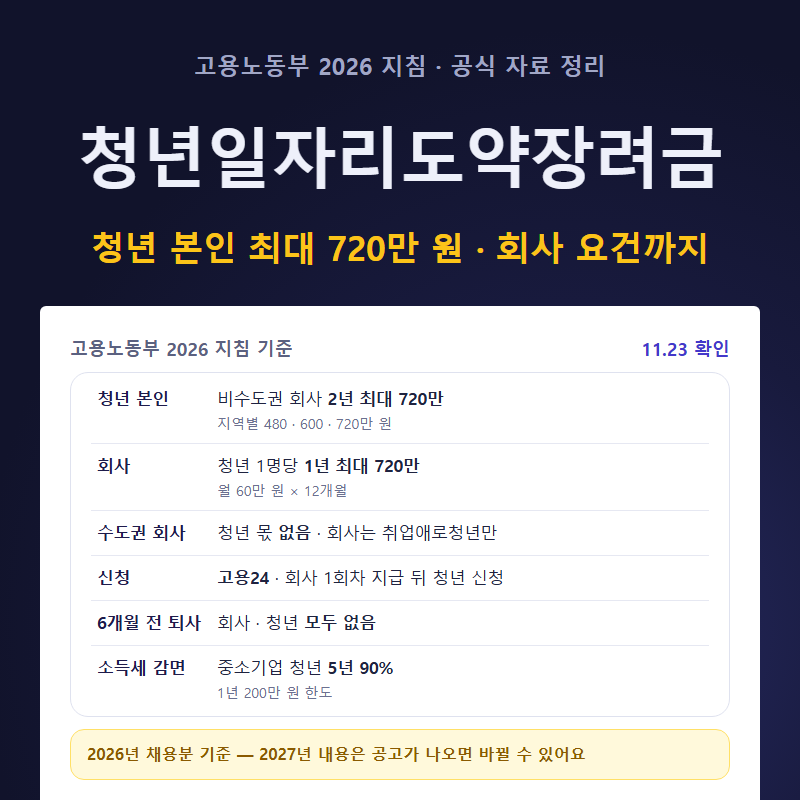 고용노동부 2026 지침 · 공식 자료 정리
청년일자리도약장려금
청년 본인 최대 720만 원 · 회사 요건까지
고용노동부 2026 지침 기준
11.23 확인
청년 본인
비수도권 회사 2년 최대 720만
지역별 480 · 600 · 720만 원
회사
청년 1명당 1년 최대 720만
월 60만 원 × 12개월
수도권 회사
청년 몫 없음 · 회사는 취업애로청년만
신청
고용24 · 회사 1회차 지급 뒤 청년 신청
6개월 전 퇴사
회사 · 청년 모두 없음
소득세 감면
중소기업 청년 5년 90%
1년 200만 원 한도
2026년 채용분 기준 — 2027년 내용은 공고가 나오면 바뀔 수 있어요